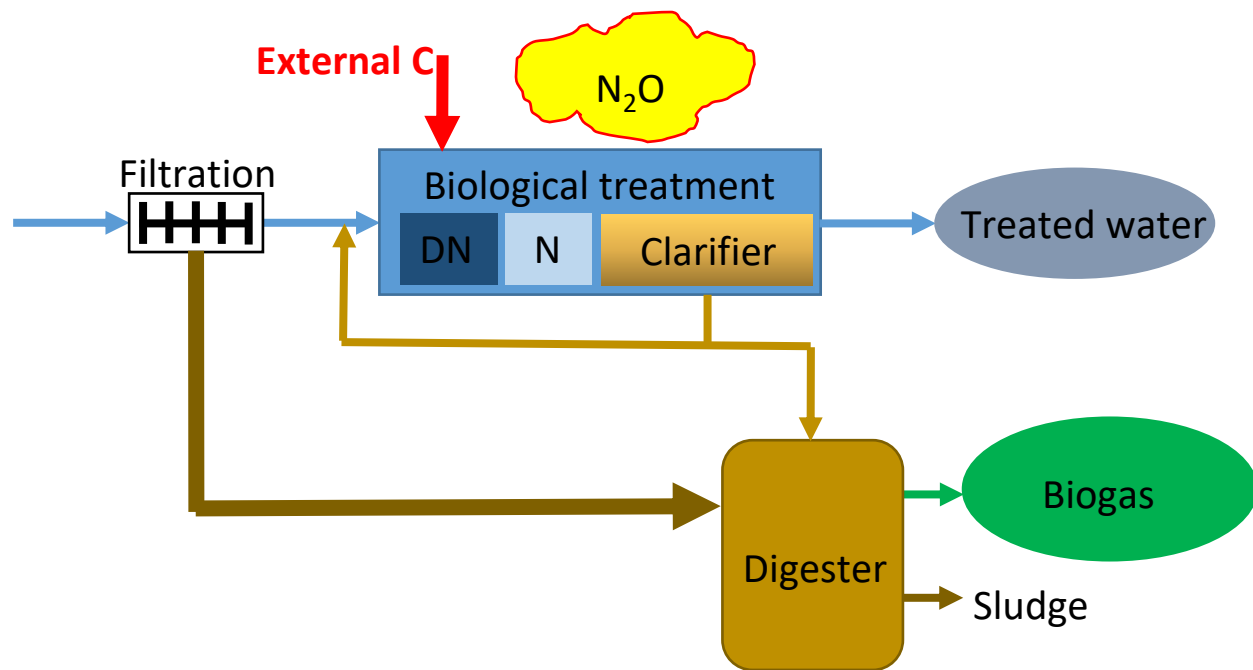 External C
N₂O
Filtration
Biological treatment
DN
N
Clarifier
Treated water
Biogas
Digester
Sludge